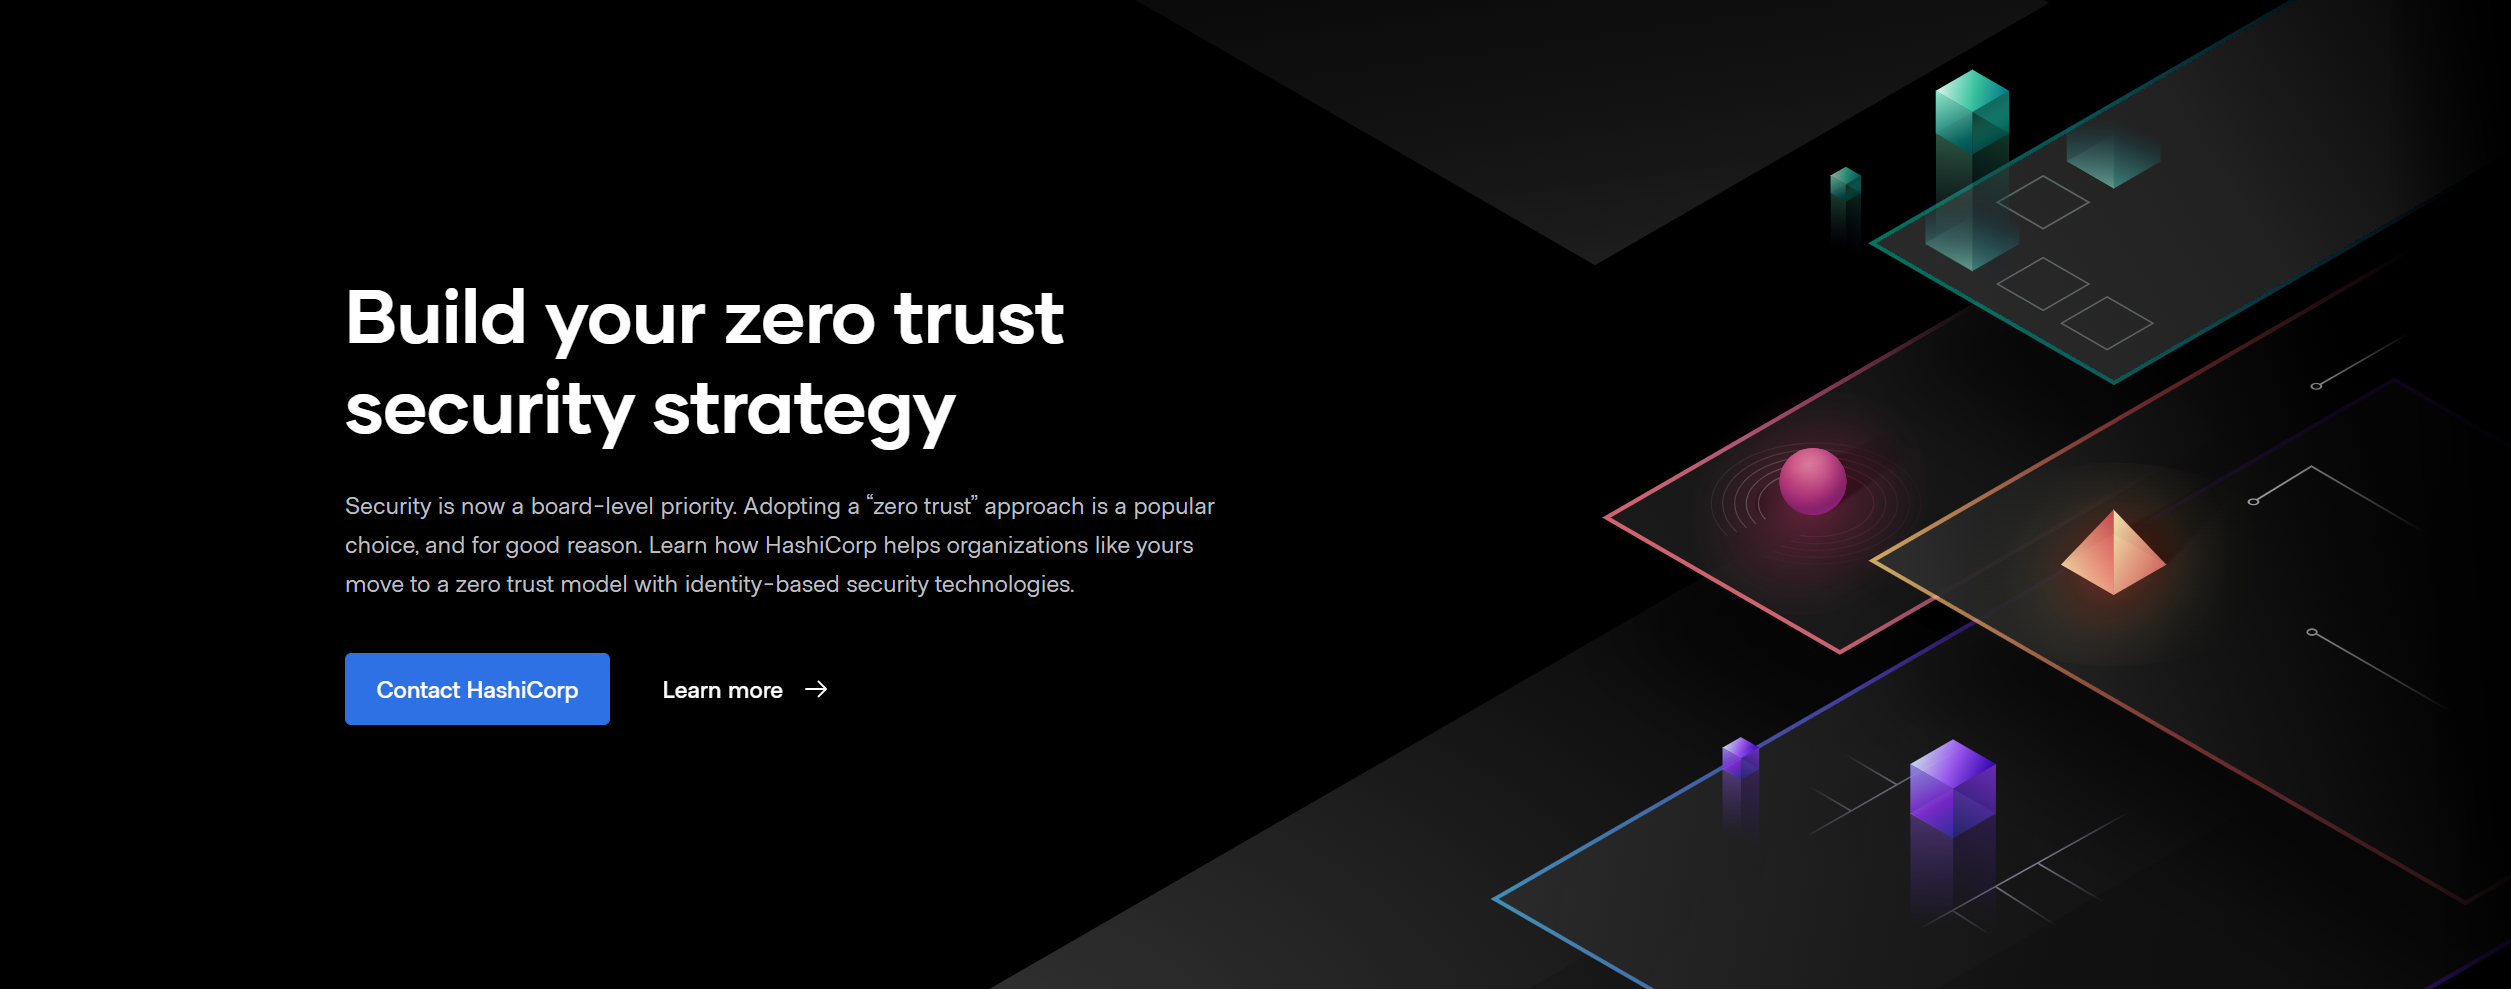 Build your zero trust
security strategy
Security is now a board-level priority. Adopting a “zero trust” approach is a popular
choice, and for good reason. Learn how HashiCorp helps organizations like yours
move to a zero trust model with identity-based security technologies.
Contact HashiCorp
Learn more →